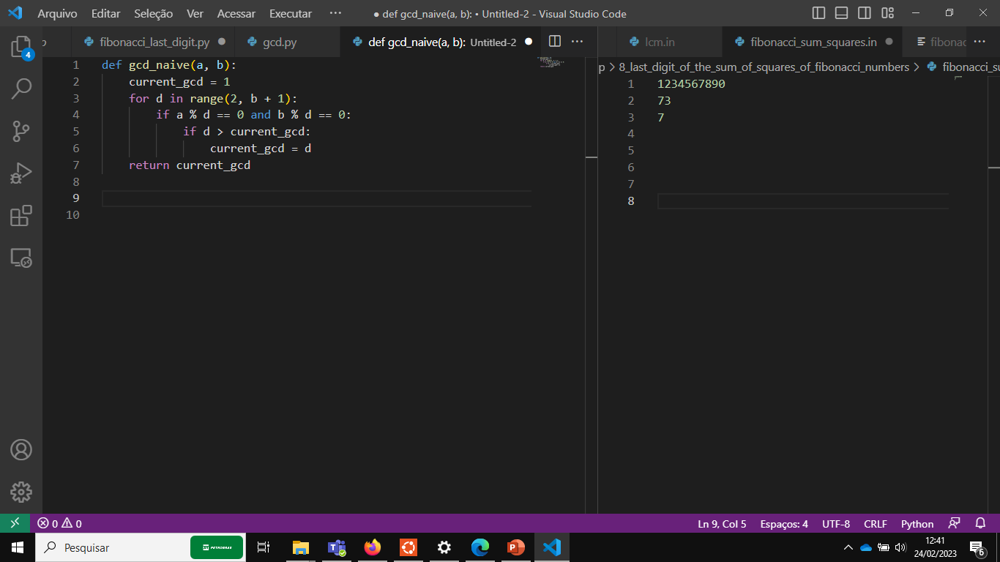 Arquivo Editar Seleção Ver Acessar Executar ··· ● def gcd_naive(a, b): • Untitled-2 - Visual Studio Code
p fibonacci_last_digit.py ● gcd.py def gcd_naive(a, b): Untitled-2 ● ··· lcm.in fibonacci_sum_squares.in ● fibonac ···
4
p > 8_last_digit_of_the_sum_of_squares_of_fibonacci_numbers > fibonacci_su
1 def gcd_naive(a, b):
2     current_gcd = 1
3     for d in range(2, b + 1):
4         if a % d == 0 and b % d == 0:
5             if d > current_gcd:
6                 current_gcd = d
7     return current_gcd
8
9
10
1 1234567890
2 73
3 7
4
5
6
7
8
0 0 Ln 9, Col 5 Espaços: 4 UTF-8 CRLF Python
Pesquisar PETROBRAS 12:41
24/02/2023 6